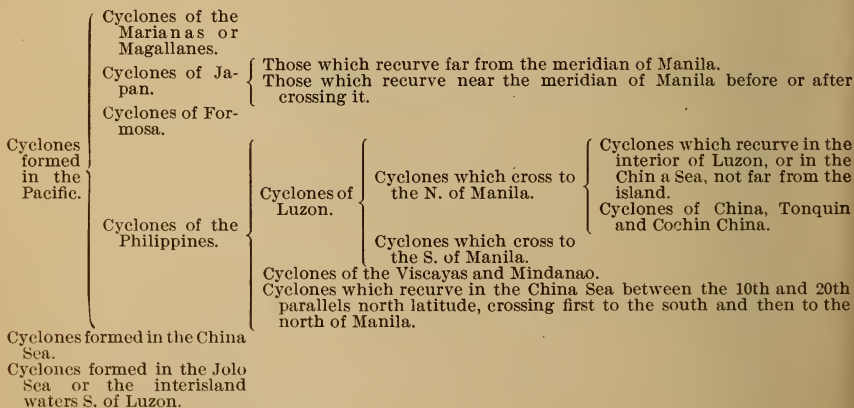 Cyclones of the
Marianas or
Magallanes.
Cyclones of Ja-
pan.
Those which recurve far from the meridian of Manila.
Those which recurve near the meridian of Manila before or after
crossing it.
Cyclones of For-
mosa.
Cyclones
formed
in the
Pacific.
Cyclones of the
Philippines.
Cyclones of
Luzon.
Cyclones which cross to
the N. of Manila.
Cyclones which recurve in the
interior of Luzon, or in the
Chin a Sea, not far from the
island.
Cyclones of China, Tonquin
and Cochin China.
Cyclones which cross to
the S. of Manila.
Cyclones of the Viscayas and Mindanao.
Cyclones which recurve in the China Sea between the 10th and 20th
parallels north latitude, crossing first to the south and then to the
north of Manila.
Cyclones formed in the China
Sea.
Cyclones formed in the Jolo
Sea or the interisland
waters S. of Luzon.